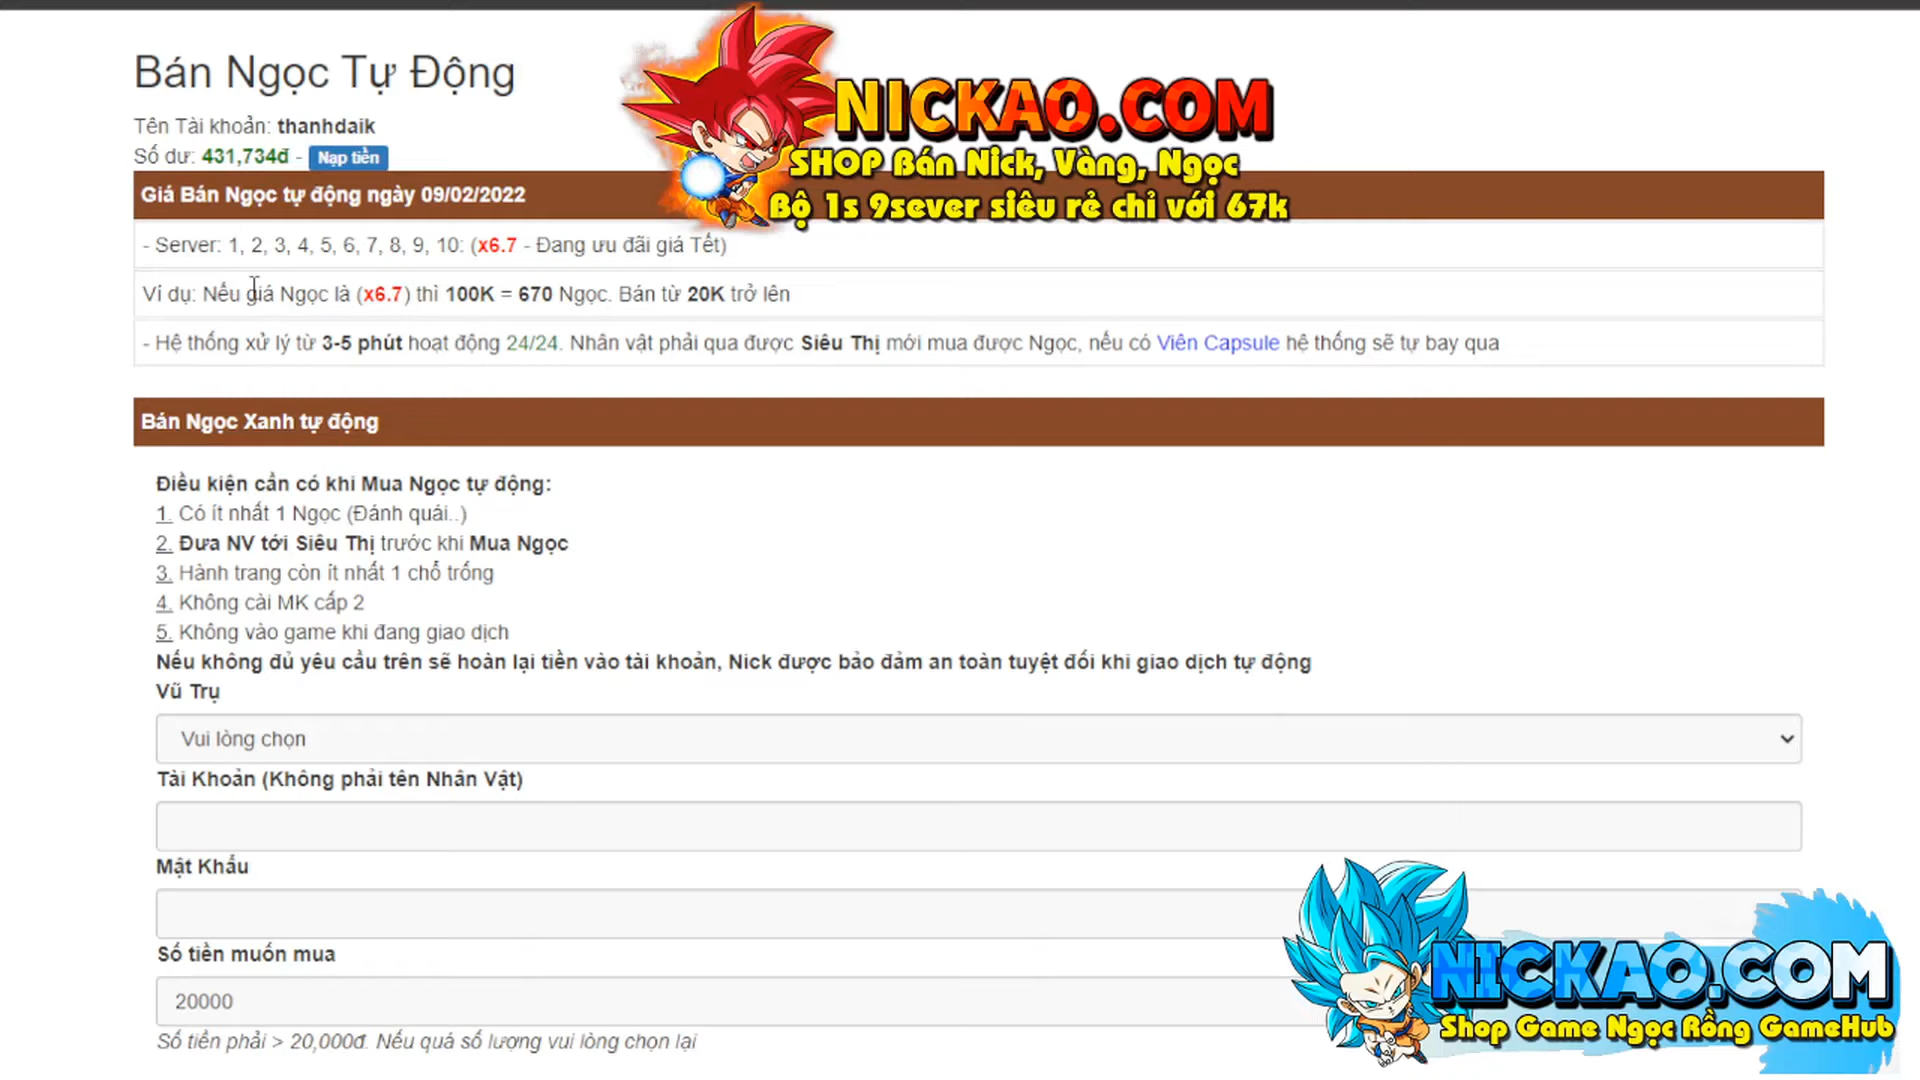 Bán Ngọc Tự Động
Tên Tài khoản: thanhdaik
Số dư: 431,734đ - Nạp tiền
NICKAO.COM
SHOP Bán Nick, Vàng, Ngọc
Bộ 1s 9sever siêu rẻ chỉ với 67k
Giá Bán Ngọc tự động ngày 09/02/2022
- Server: 1, 2, 3, 4, 5, 6, 7, 8, 9, 10: (x6.7 - Đang ưu đãi giá Tết)
Ví dụ: Nếu giá Ngọc là (x6.7) thì 100K = 670 Ngọc. Bán từ 20K trở lên
- Hệ thống xử lý từ 3-5 phút hoạt động 24/24. Nhân vật phải qua được Siêu Thị mới mua được Ngọc, nếu có Viên Capsule hệ thống sẽ tự bay qua
Bán Ngọc Xanh tự động
Điều kiện cần có khi Mua Ngọc tự động:
1. Có ít nhất 1 Ngọc (Đánh quái..)
2. Đưa NV tới Siêu Thị trước khi Mua Ngọc
3. Hành trang còn ít nhất 1 chổ trống
4. Không cài MK cấp 2
5. Không vào game khi đang giao dịch
Nếu không đủ yêu cầu trên sẽ hoàn lại tiền vào tài khoản, Nick được bảo đảm an toàn tuyệt đối khi giao dịch tự động
Vũ Trụ
Vui lòng chọn
Tài Khoản (Không phải tên Nhân Vật)
Mật Khẩu
Số tiền muốn mua
20000
Số tiền phải > 20,000đ. Nếu quá số lượng vui lòng chọn lại
NICKAO.COM
Shop Game Ngọc Rồng GameHub